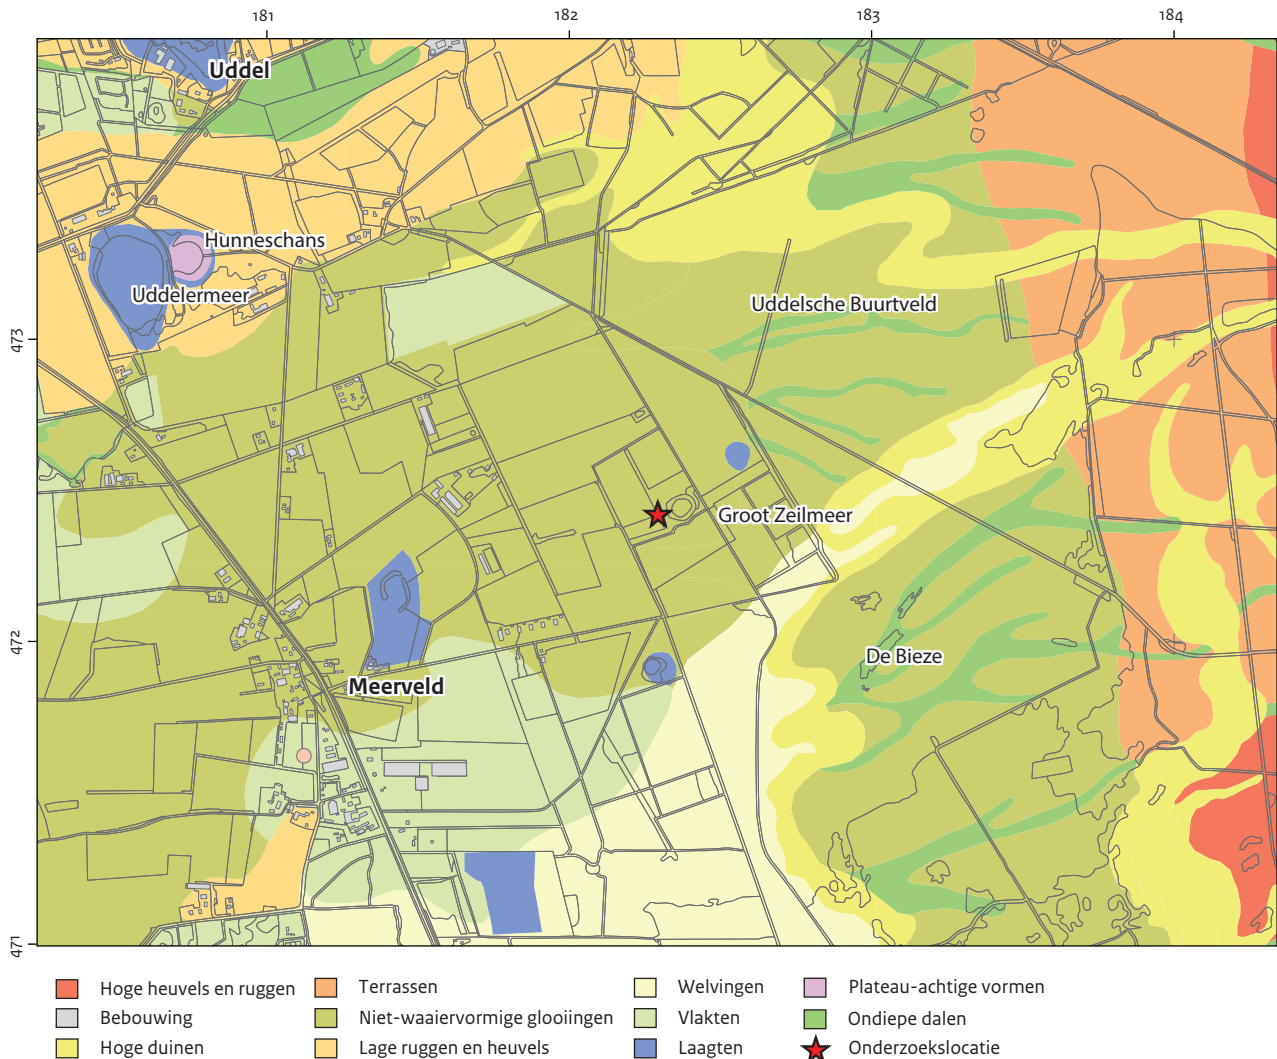 181
182
183
184
Uddel
Hunneschans
Uddelermeer
Uddelsche Buurtveld
473
Groot Zeilmeer
472
De Bieze
Meerveld
471
Hoge heuvels en ruggen
Terrassen
Welvingen
Plateau-achtige vormen
Bebouwing
Niet-waaiervormige glooiingen
Vlakten
Ondiepe dalen
Hoge duinen
Lage ruggen en heuvels
Laagten
Onderzoekslocatie